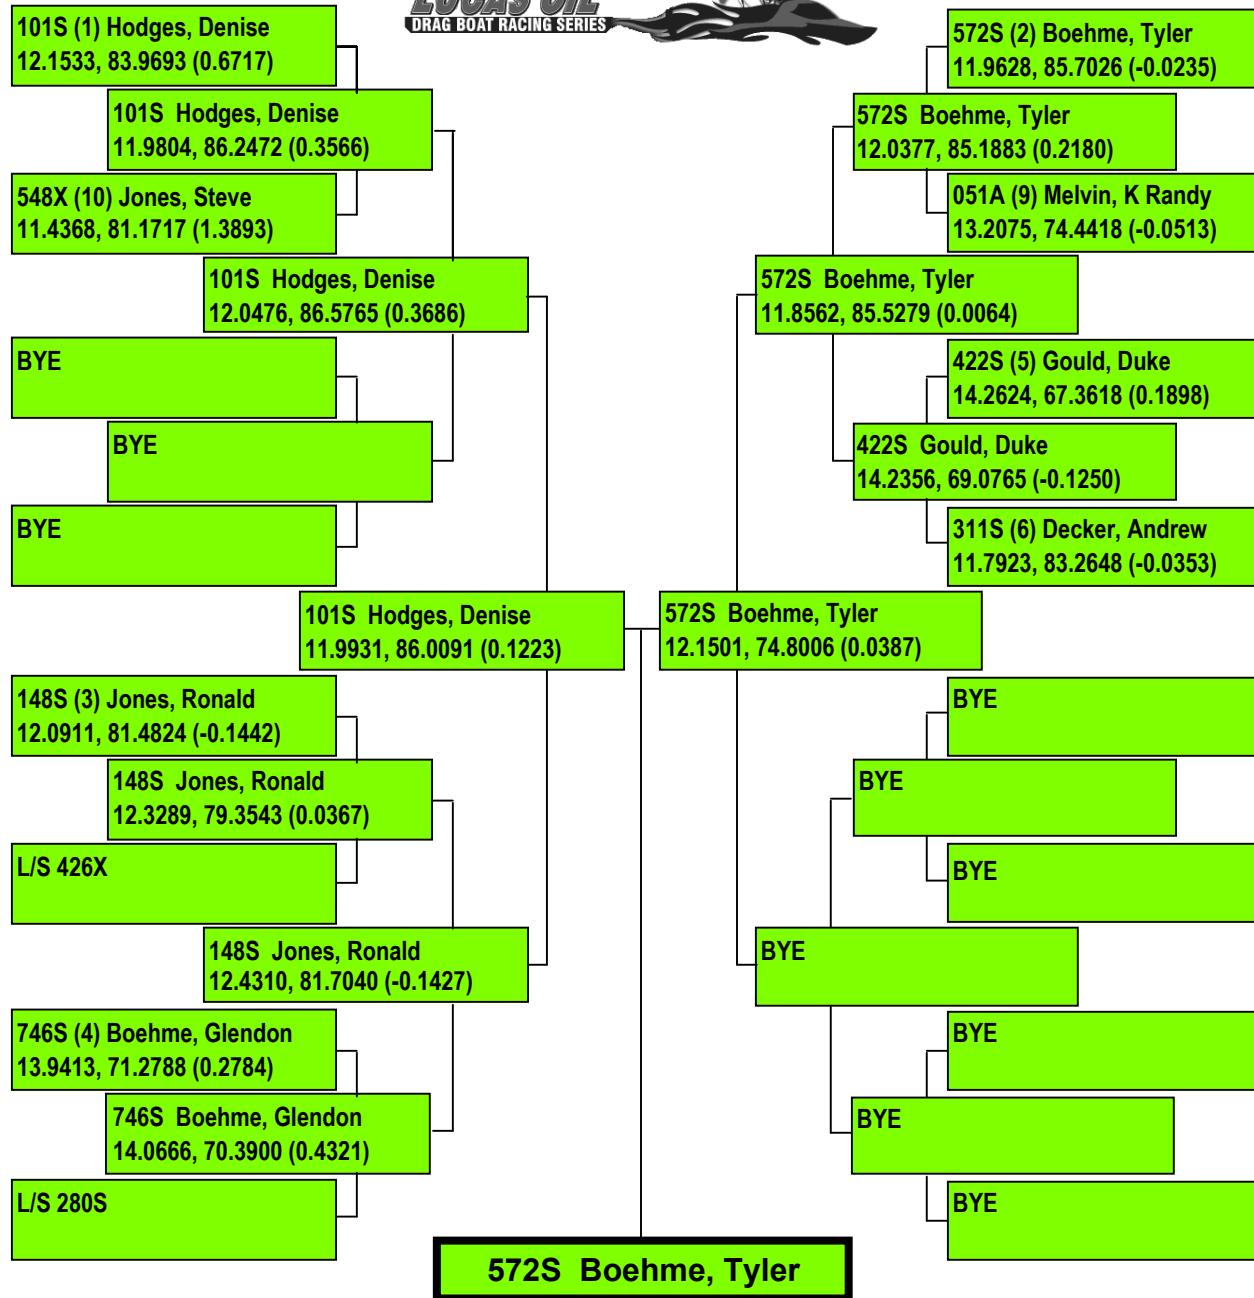 LUCAS OIL
DRAG BOAT RACING SERIES
101S (1) Hodges, Denise
12.1533, 83.9693 (0.6717)
101S  Hodges, Denise
11.9804, 86.2472 (0.3566)
548X (10) Jones, Steve
11.4368, 81.1717 (1.3893)
101S  Hodges, Denise
12.0476, 86.5765 (0.3686)
BYE
BYE
BYE
101S  Hodges, Denise
11.9931, 86.0091 (0.1223)
148S (3) Jones, Ronald
12.0911, 81.4824 (-0.1442)
148S  Jones, Ronald
12.3289, 79.3543 (0.0367)
L/S 426X
148S  Jones, Ronald
12.4310, 81.7040 (-0.1427)
746S (4) Boehme, Glendon
13.9413, 71.2788 (0.2784)
746S  Boehme, Glendon
14.0666, 70.3900 (0.4321)
L/S 280S
572S (2) Boehme, Tyler
11.9628, 85.7026 (-0.0235)
572S  Boehme, Tyler
12.0377, 85.1883 (0.2180)
051A (9) Melvin, K Randy
13.2075, 74.4418 (-0.0513)
572S  Boehme, Tyler
11.8562, 85.5279 (0.0064)
422S (5) Gould, Duke
14.2624, 67.3618 (0.1898)
422S  Gould, Duke
14.2356, 69.0765 (-0.1250)
311S (6) Decker, Andrew
11.7923, 83.2648 (-0.0353)
572S  Boehme, Tyler
12.1501, 74.8006 (0.0387)
BYE
BYE
BYE
BYE
BYE
BYE
BYE
572S  Boehme, Tyler